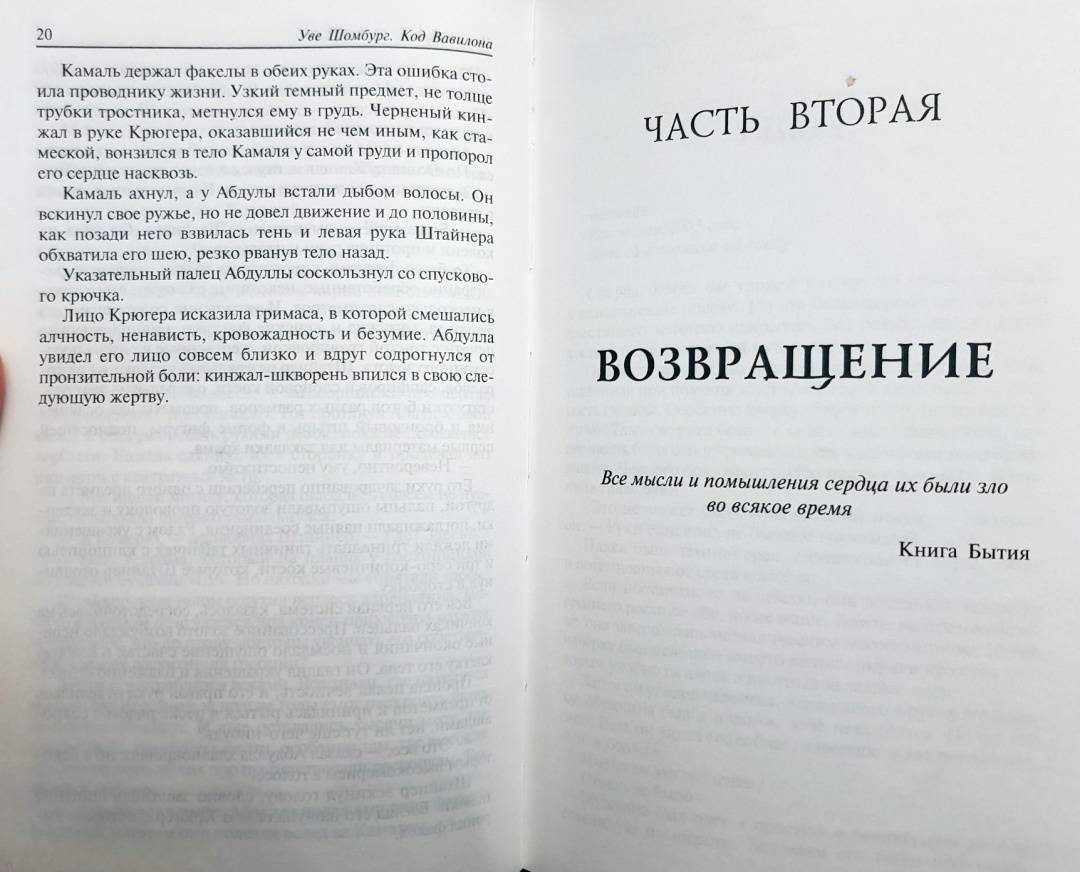 20
Уве Шомбург. Код Вавилона
Камаль держал факелы в обеих руках. Эта ошибка сто-
ила проводнику жизни. Узкий темный предмет, не толще
трубки тростника, метнулся ему в грудь. Черненый кин-
жал в руке Крюгера, оказавшийся не чем иным, как ста-
меской, вонзился в тело Камаля у самой груди и пропорол
его сердце насквозь.
Камаль ахнул, а у Абдулы встали дыбом волосы. Он
вскинул свое ружье, но не довел движение и до половины,
как позади него взвилась тень и левая рука Штайнера
обхватила его шею, резко рванув тело назад.
Указательный палец Абдуллы соскользнул со спусково-
го крючка.
Лицо Крюгера исказила гримаса, в которой смешались
алчность, ненависть, кровожадность и безумие. Абдулла
увидел его лицо совсем близко и вдруг содрогнулся от
пронзительной боли: кинжал-шкворень впился в свою сле-
дующую жертву.
ЧАСТЬ ВТОРАЯ
ВОЗВРАЩЕНИЕ
Все мысли и помышления сердца их были зло
во всякое время
Книга Бытия